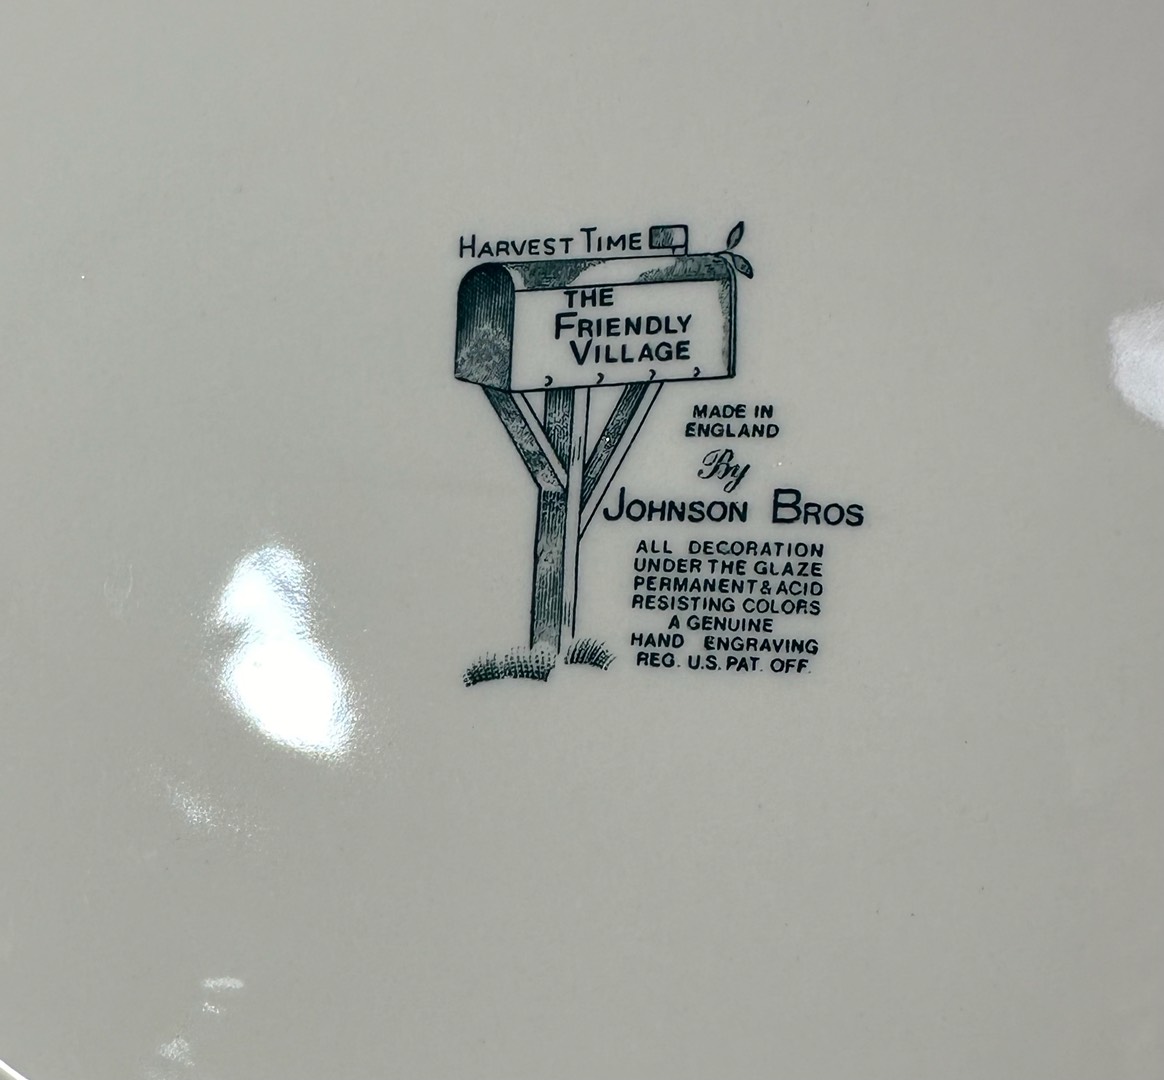 HARVEST TIME
THE
FRIENDLY
VILLAGE
MADE IN
ENGLAND
By
JOHNSON BROS
ALL DECORATION
UNDER THE GLAZE
PERMANENT & ACID
RESISTING COLORS
A GENUINE
HAND ENGRAVING
REG. U.S. PAT. OFF.